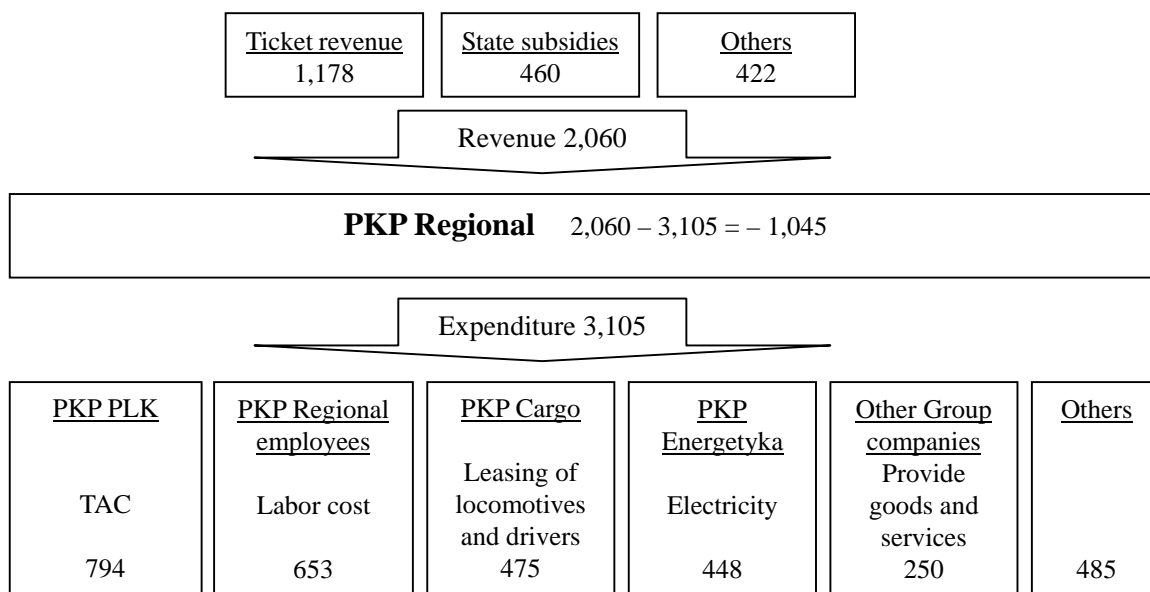 Ticket revenue
1,178
State subsidies
460
Others
422
Revenue 2,060
PKP Regional 2,060 – 3,105 = – 1,045
Expenditure 3,105
PKP PLK
TAC
794
PKP Regional
employees
Labor cost
653
PKP Cargo
Leasing of
locomotives
and drivers
475
PKP
Energetyka
Electricity
448
Other Group
companies
Provide
goods and
services
250
Others
485